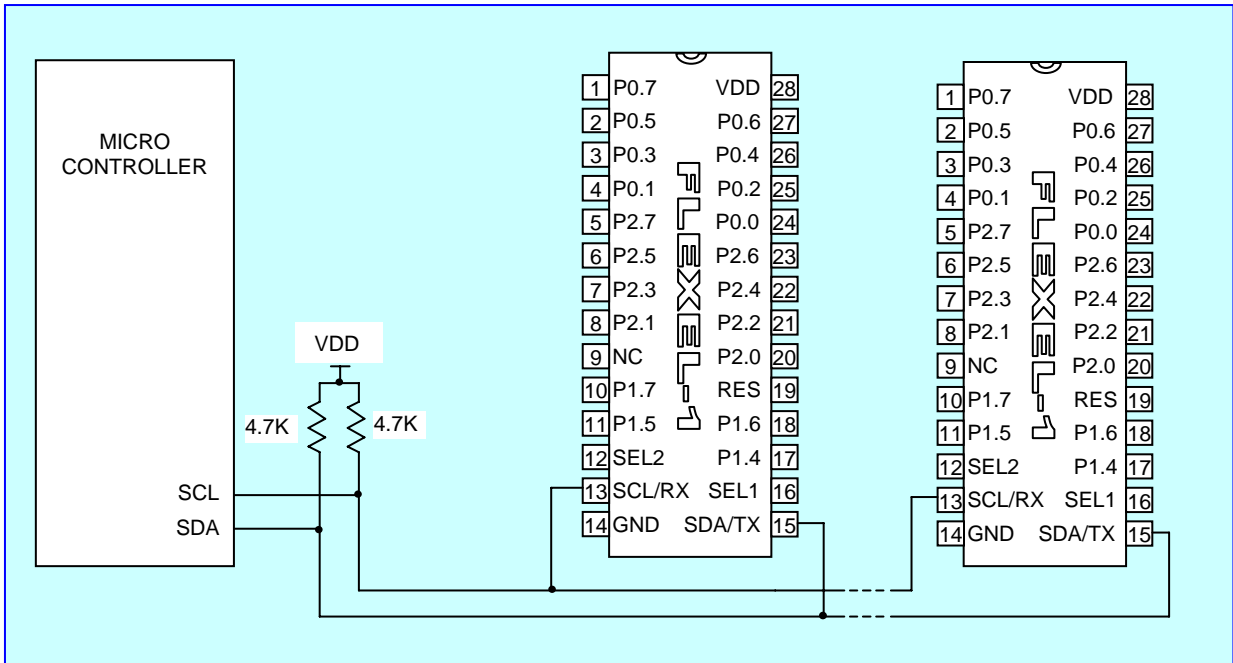 MICRO
CONTROLLER
VDD
4.7K 4.7K
SCL
SDA
1 P0.7 VDD 28
2 P0.5 P0.6 27
3 P0.3 P0.4 26
4 P0.1 P0.2 25
5 P2.7 P0.0 24
6 P2.5 P2.6 23
7 P2.3 P2.4 22
8 P2.1 P2.2 21
9 NC P2.0 20
10 P1.7 RES 19
11 P1.5 P1.6 18
12 SEL2 P1.4 17
13 SCL/RX SEL1 16
14 GND SDA/TX 15
FLEXEL-1
1 P0.7 VDD 28
2 P0.5 P0.6 27
3 P0.3 P0.4 26
4 P0.1 P0.2 25
5 P2.7 P0.0 24
6 P2.5 P2.6 23
7 P2.3 P2.4 22
8 P2.1 P2.2 21
9 NC P2.0 20
10 P1.7 RES 19
11 P1.5 P1.6 18
12 SEL2 P1.4 17
13 SCL/RX SEL1 16
14 GND SDA/TX 15
FLEXEL-1